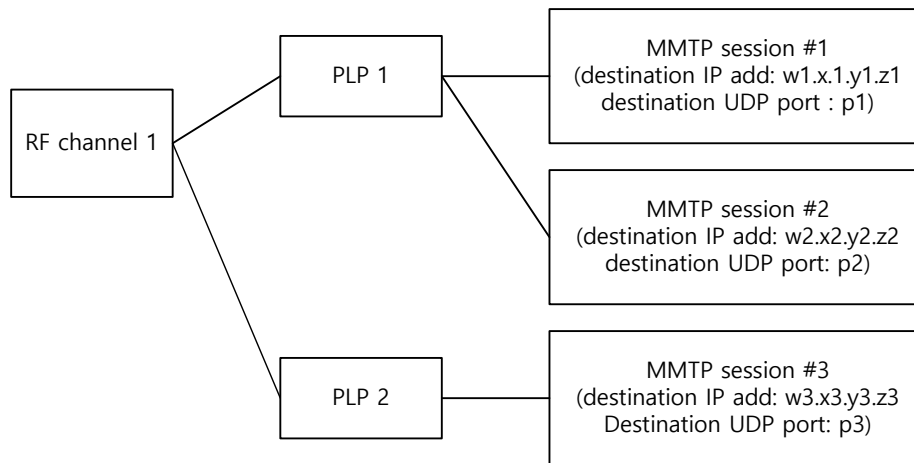 RF channel 1
PLP 1
PLP 2
MMTP session #1
(destination IP add: w1.x.1.y1.z1
destination UDP port : p1)
MMTP session #2
(destination IP add: w2.x2.y2.z2
destination UDP port: p2)
MMTP session #3
(destination IP add: w3.x3.y3.z3
Destination UDP port: p3)